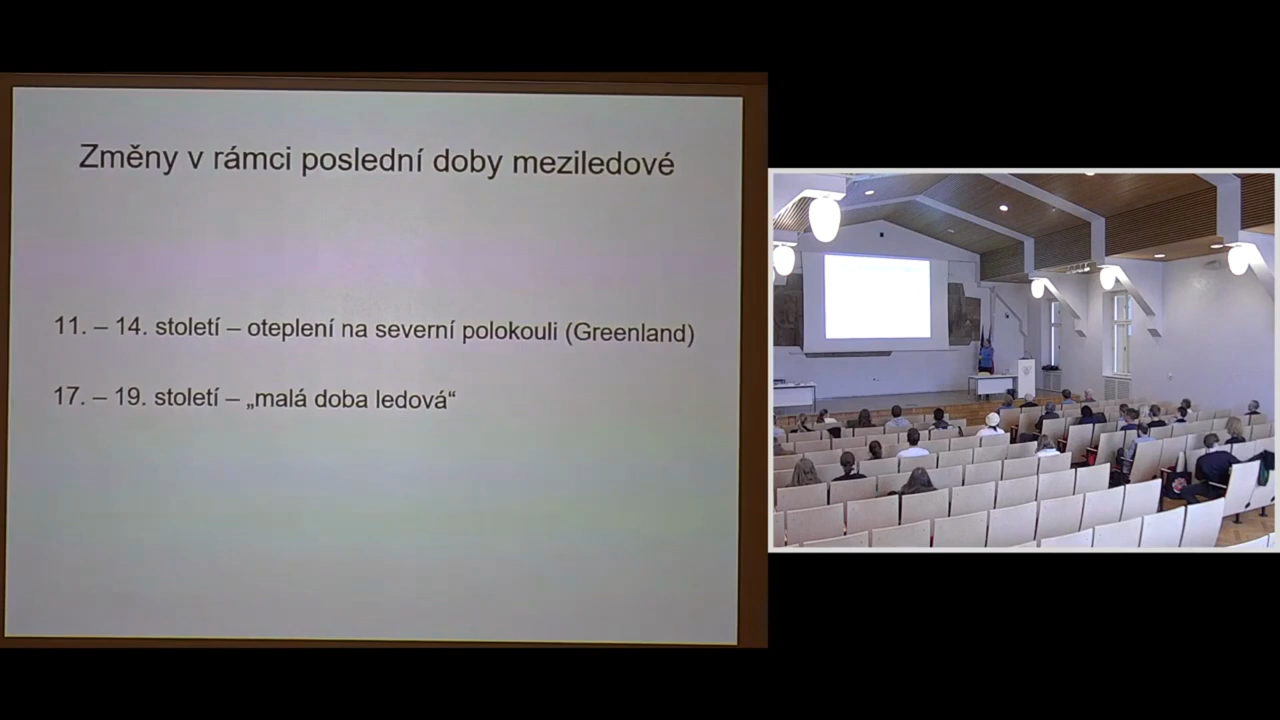 Změny v rámci poslední doby meziledové
11. – 14. století – oteplení na severní polokouli (Greenland)
17. – 19. století – „malá doba ledová“